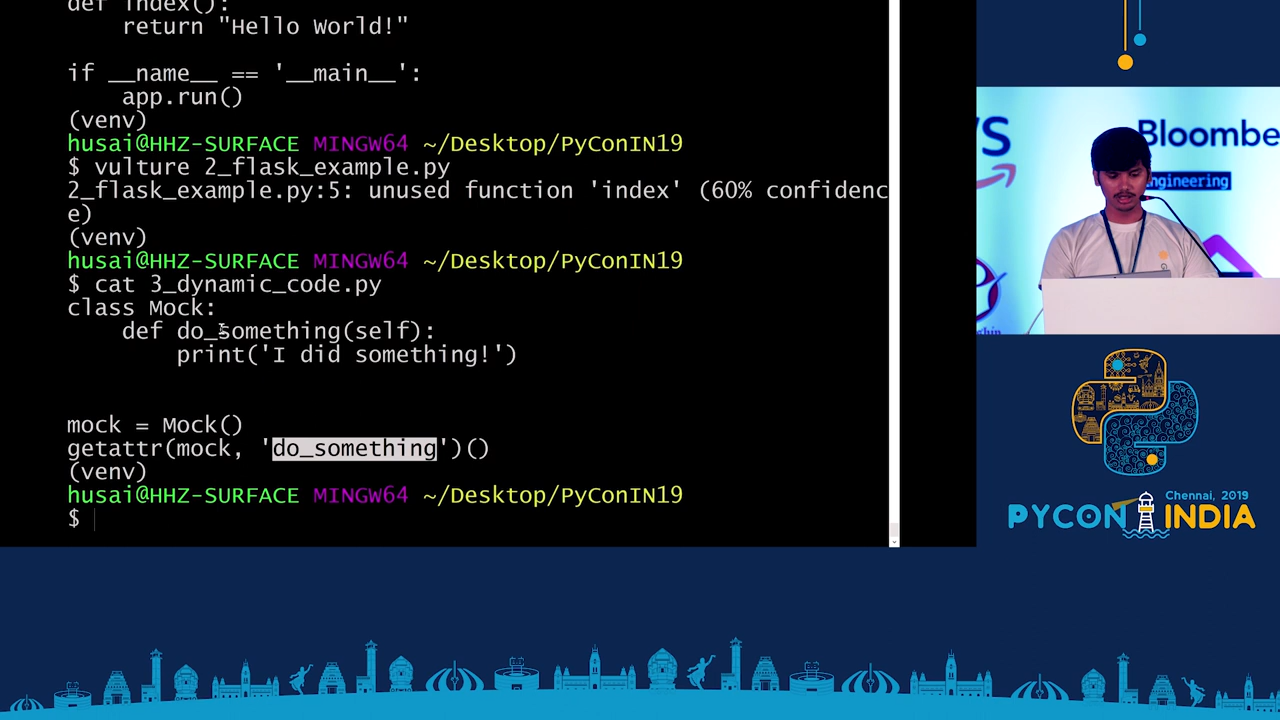 def index():
return "Hello World!"
if __name__ == '__main__':
app.run()
(venv)
husai@HHZ-SURFACE MINGW64 ~/Desktop/PyConIN19
$ vulture 2_flask_example.py
2_flask_example.py:5: unused function 'index' (60% confidenc
e)
(venv)
husai@HHZ-SURFACE MINGW64 ~/Desktop/PyConIN19
$ cat 3_dynamic_code.py
class Mock:
def do_something(self):
print('I did something!')
mock = Mock()
getattr(mock, 'do_something')()
(venv)
husai@HHZ-SURFACE MINGW64 ~/Desktop/PyConIN19
$
S
Bloombe
ngineering
Chennai, 2019
PYCON INDIA